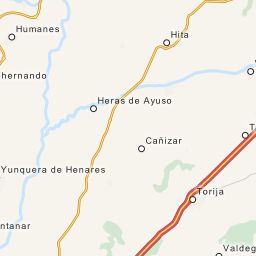 Humanes
Hita
-hernando
Heras de Ayuso
Cañizar
Yunquera de Henares
Torija
ntanar
Valdeg